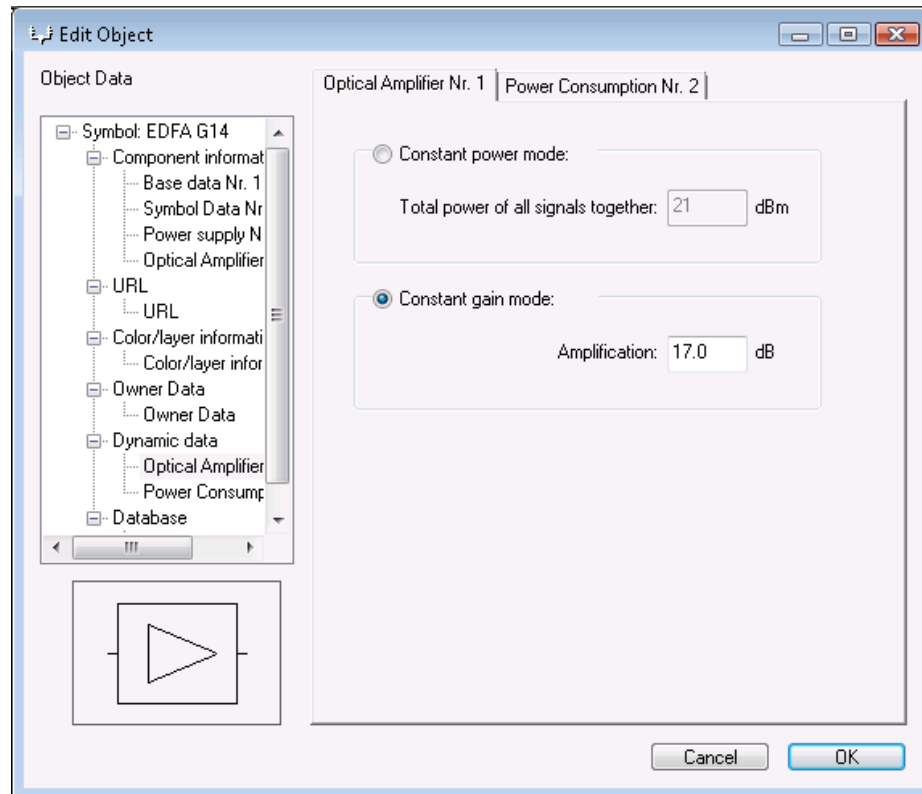 Edit Object
Object Data
Symbol: EDFA G14
Component informat
Base data Nr. 1
Symbol Data Nr
Power supply N
Optical Amplifier
URL
URL
Color/layer informati
Color/layer infor
Owner Data
Owner Data
Dynamic data
Optical Amplifier
Power Consump
Database
Optical Amplifier Nr. 1
Power Consumption Nr. 2
Constant power mode:
Total power of all signals together: 21 dBm
Constant gain mode:
Amplification: 17.0 dB
Cancel
OK